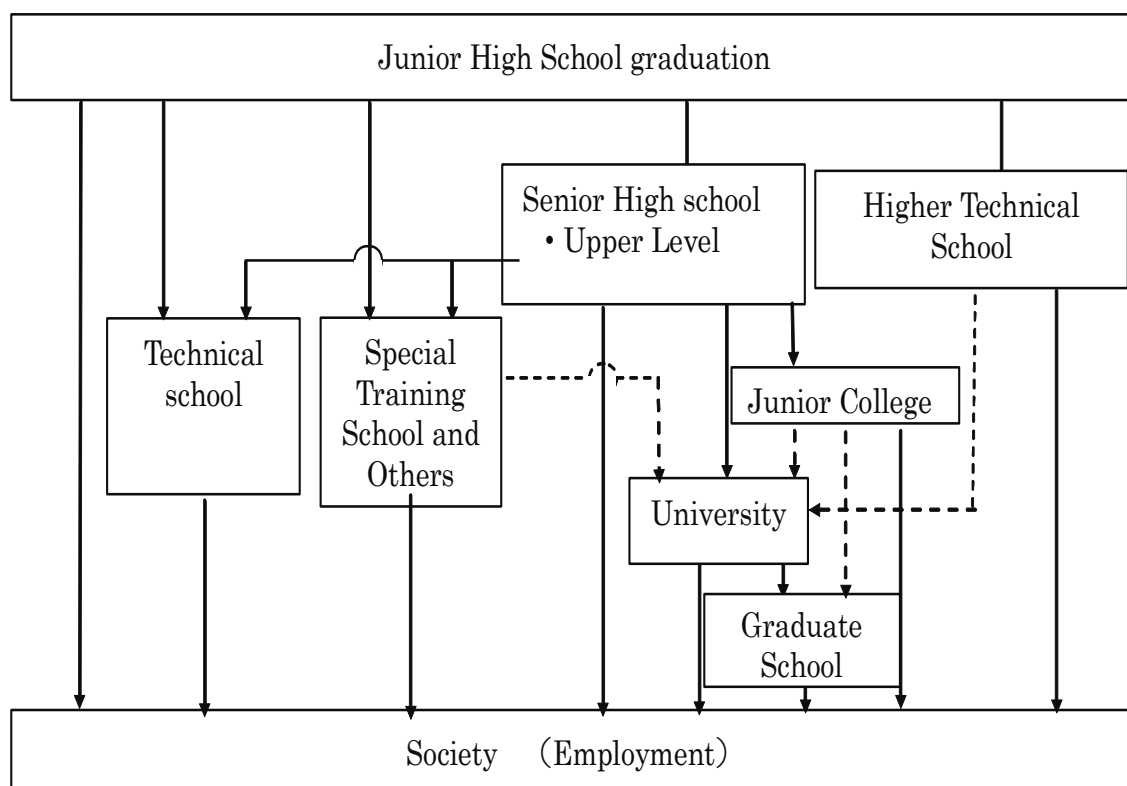 Junior High School graduation
Senior High school
• Upper Level
Higher Technical
School
Technical
school
Special
Training
School and
Others
Junior College
University
Graduate
School
Society （Employment）